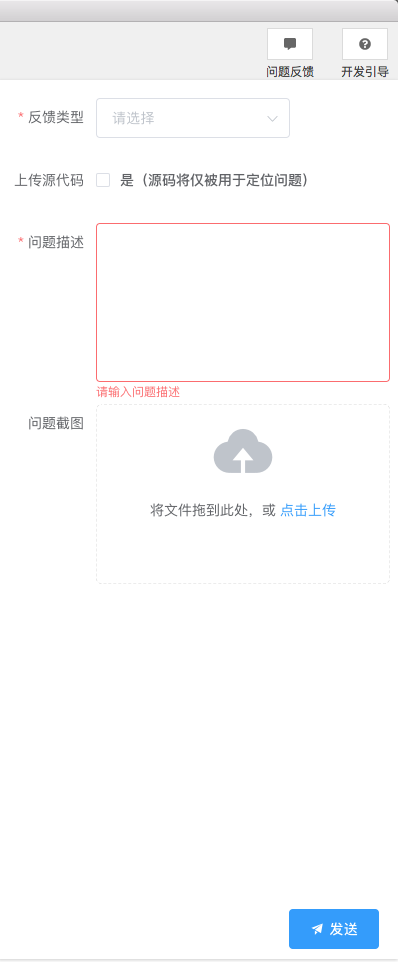 问题反馈 开发引导
* 反馈类型 请选择
上传源代码 是（源码将仅被用于定位问题）
* 问题描述
请输入问题描述
问题截图
将文件拖到此处，或 点击上传
发送